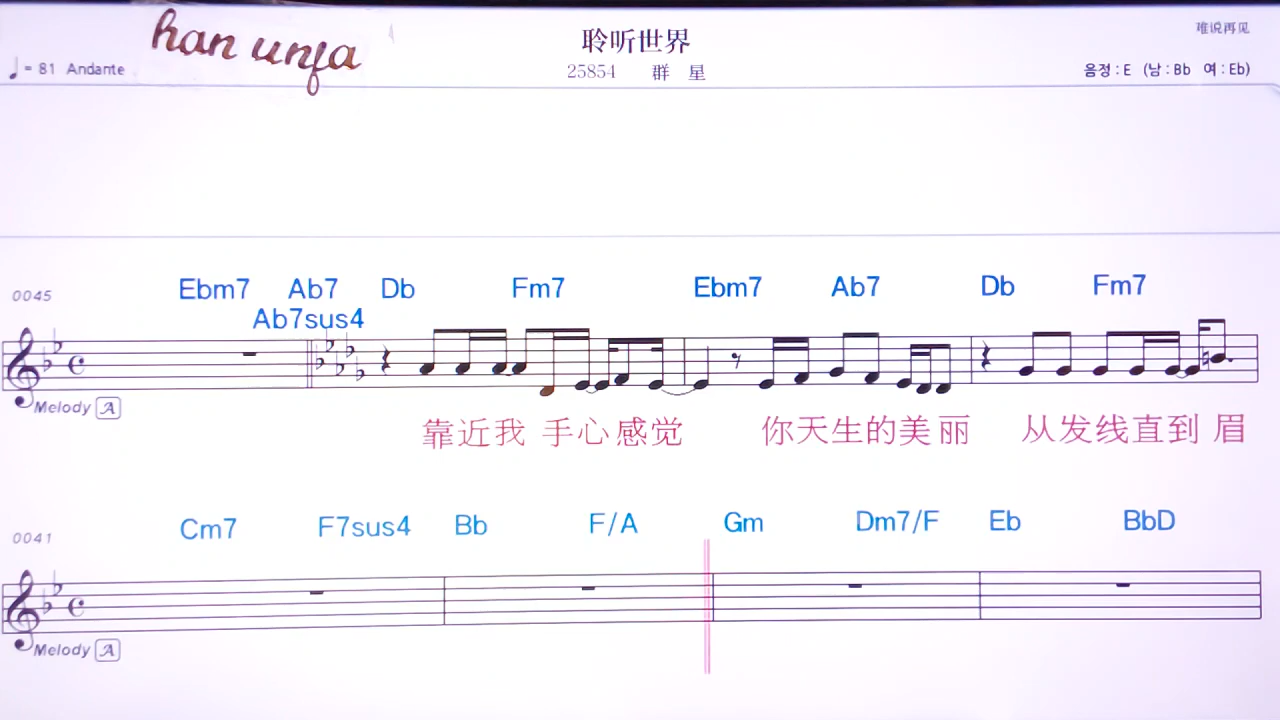 han unfa
聆听世界
难说再见
♩= 81 Andante
25854 群 星
음정 : E (남 : Bb 여 : Eb)
Ebm7 Ab7 Db Fm7 Ebm7 Ab7 Db Fm7
0045
Ab7sus4
Melody A
靠近我 手心感觉 你天生的美丽 从发线直到 眉
Cm7 F7sus4 Bb F/A Gm Dm7/F Eb BbD
0041
Melody A